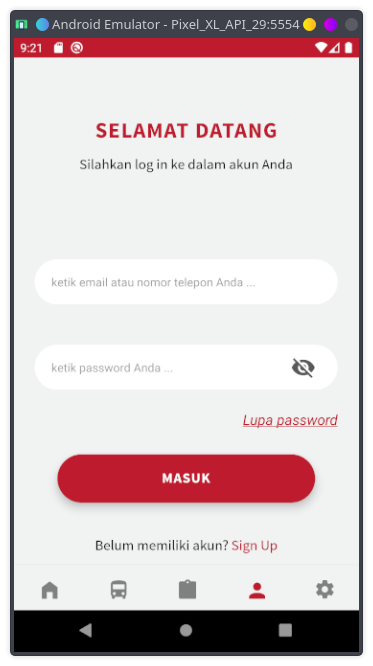 Android Emulator - Pixel_XL_API_29:5554
9:21
SELAMAT DATANG
Silahkan log in ke dalam akun Anda
ketik email atau nomor telepon Anda ...
ketik password Anda ...
Lupa password
MASUK
Belum memiliki akun? Sign Up